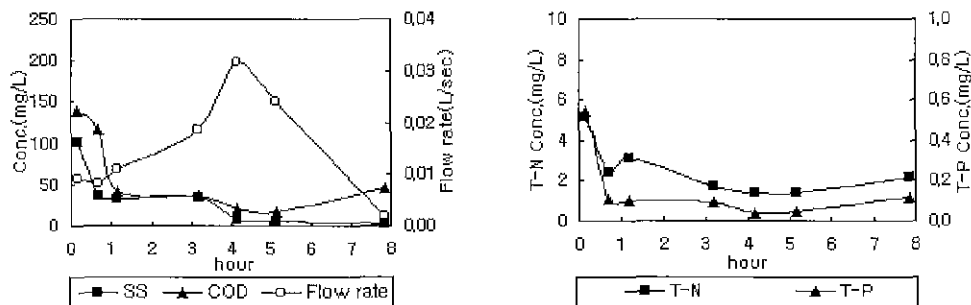 250
200
150
100
50
0
Conc.(mg/L)
0,04
0,03
0,02
0,01
0,00
Flow rate(L/sec)
0 1 2 3 4 5 6 7 8
hour
SS COD Flow rate
10
8
6
4
2
0
T-N Conc.(mg/L)
1,0
0,8
0,6
0,4
0,2
0,0
T-P Conc.(mg/L)
0 1 2 3 4 5 6 7 8
hour
T-N T-P